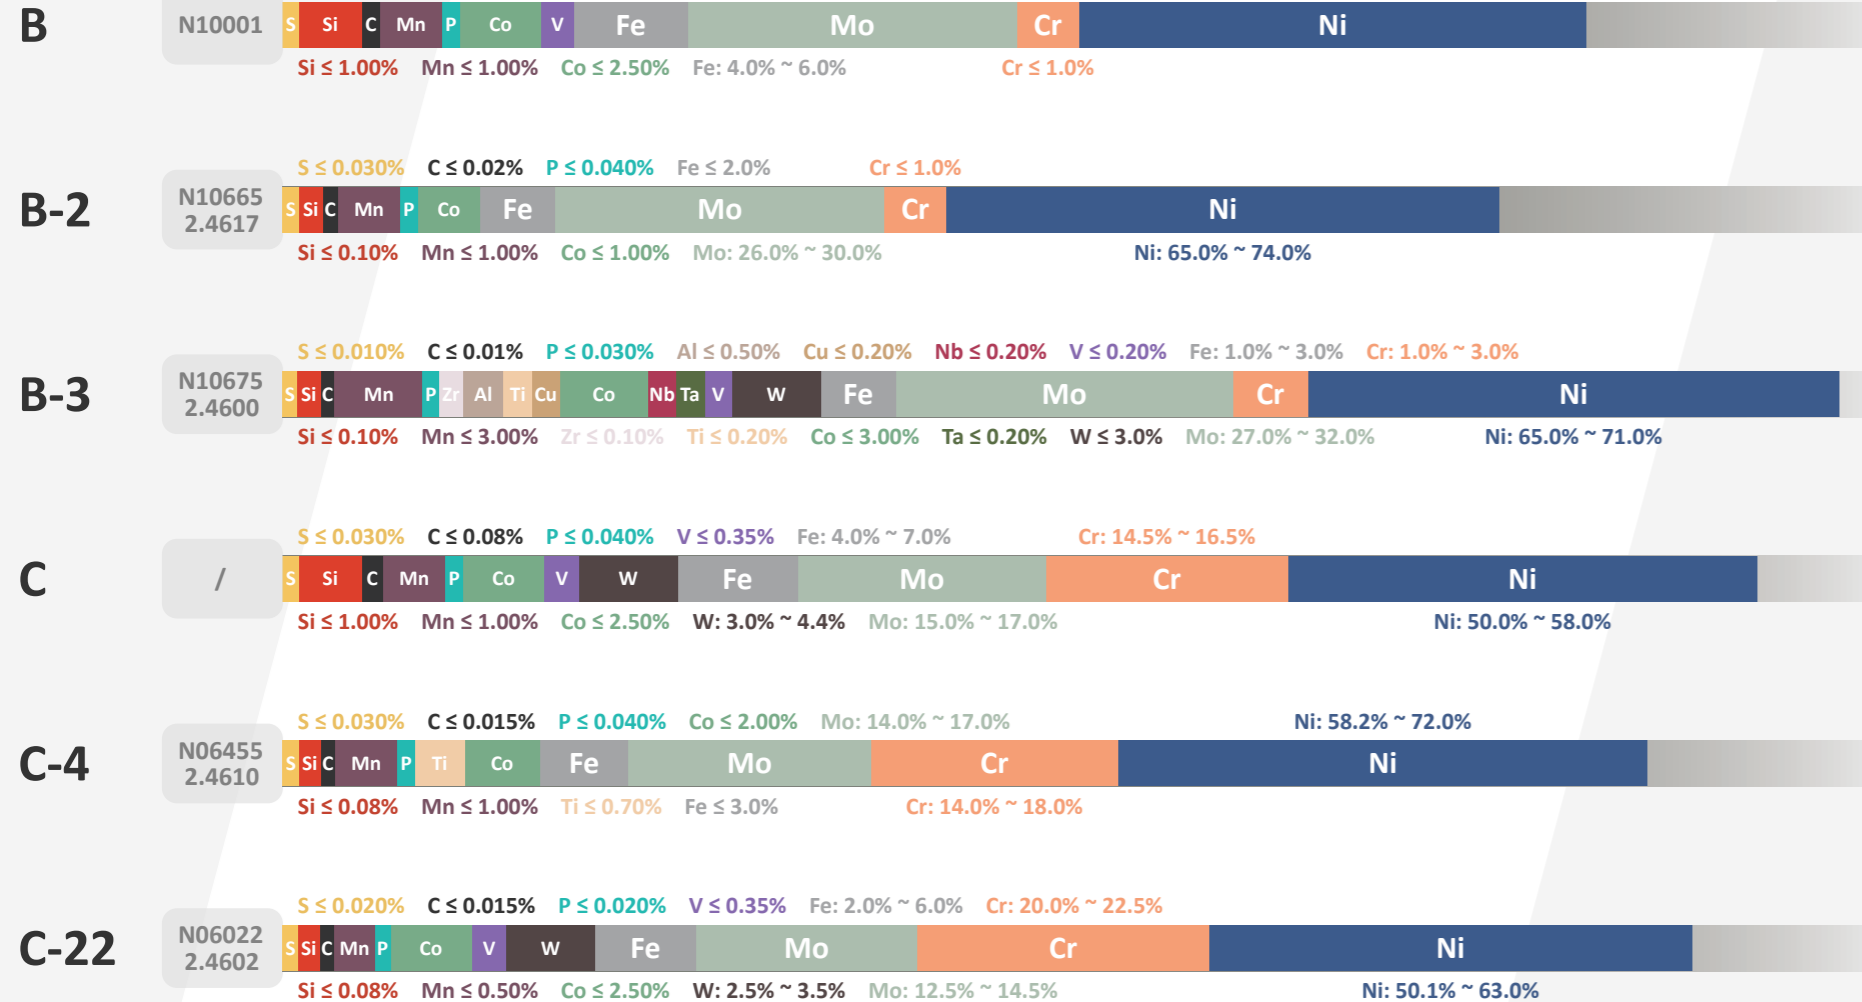 B
N10001
S Si C Mn P Co V Fe Mo Cr Ni
Si ≤ 1.00% Mn ≤ 1.00% Co ≤ 2.50% Fe: 4.0% ~ 6.0% Cr ≤ 1.0%
S ≤ 0.030% C ≤ 0.02% P ≤ 0.040% Fe ≤ 2.0% Cr ≤ 1.0%
B-2
N10665
2.4617
S Si C Mn P Co Fe Mo Cr Ni
Si ≤ 0.10% Mn ≤ 1.00% Co ≤ 1.00% Mo: 26.0% ~ 30.0% Ni: 65.0% ~ 74.0%
S ≤ 0.010% C ≤ 0.01% P ≤ 0.030% Al ≤ 0.50% Cu ≤ 0.20% Nb ≤ 0.20% V ≤ 0.20% Fe: 1.0% ~ 3.0% Cr: 1.0% ~ 3.0%
B-3
N10675
2.4600
S Si C Mn P Zr Al Ti Cu Co Nb Ta V W Fe Mo Cr Ni
Si ≤ 0.10% Mn ≤ 3.00% Zr ≤ 0.10% Ti ≤ 0.20% Co ≤ 3.00% Ta ≤ 0.20% W ≤ 3.0% Mo: 27.0% ~ 32.0% Ni: 65.0% ~ 71.0%
S ≤ 0.030% C ≤ 0.08% P ≤ 0.040% V ≤ 0.35% Fe: 4.0% ~ 7.0% Cr: 14.5% ~ 16.5%
C
/
S Si C Mn P Co V W Fe Mo Cr Ni
Si ≤ 1.00% Mn ≤ 1.00% Co ≤ 2.50% W: 3.0% ~ 4.4% Mo: 15.0% ~ 17.0% Ni: 50.0% ~ 58.0%
S ≤ 0.030% C ≤ 0.015% P ≤ 0.040% Co ≤ 2.00% Mo: 14.0% ~ 17.0% Ni: 58.2% ~ 72.0%
C-4
N06455
2.4610
S Si C Mn P Ti Co Fe Mo Cr Ni
Si ≤ 0.08% Mn ≤ 1.00% Ti ≤ 0.70% Fe ≤ 3.0% Cr: 14.0% ~ 18.0%
S ≤ 0.020% C ≤ 0.015% P ≤ 0.020% V ≤ 0.35% Fe: 2.0% ~ 6.0% Cr: 20.0% ~ 22.5%
C-22
N06022
2.4602
S Si C Mn P Co V W Fe Mo Cr Ni
Si ≤ 0.08% Mn ≤ 0.50% Co ≤ 2.50% W: 2.5% ~ 3.5% Mo: 12.5% ~ 14.5% Ni: 50.1% ~ 63.0%